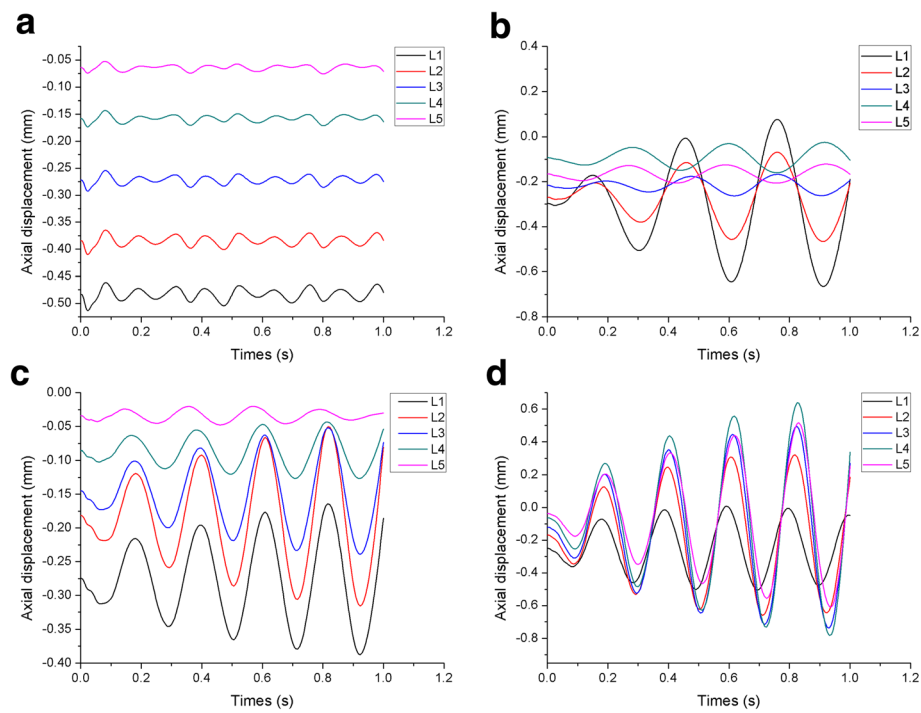 a
Axial displacement (mm)
-0.05
-0.10
-0.15
-0.20
-0.25
-0.30
-0.35
-0.40
-0.45
-0.50
0.0 0.2 0.4 0.6 0.8 1.0 1.2
Times (s)
L1
L2
L3
L4
L5
b
Axial displacement (mm)
0.4
0.2
0.0
-0.2
-0.4
-0.6
-0.8
0.0 0.2 0.4 0.6 0.8 1.0 1.2
Times (s)
L1
L2
L3
L4
L5
c
Axial displacement (mm)
0.00
-0.05
-0.10
-0.15
-0.20
-0.25
-0.30
-0.35
-0.40
0.0 0.2 0.4 0.6 0.8 1.0 1.2
Times (s)
L1
L2
L3
L4
L5
d
Axial displacement (mm)
0.6
0.4
0.2
0.0
-0.2
-0.4
-0.6
-0.8
0.0 0.2 0.4 0.6 0.8 1.0 1.2
Times (s)
L1
L2
L3
L4
L5